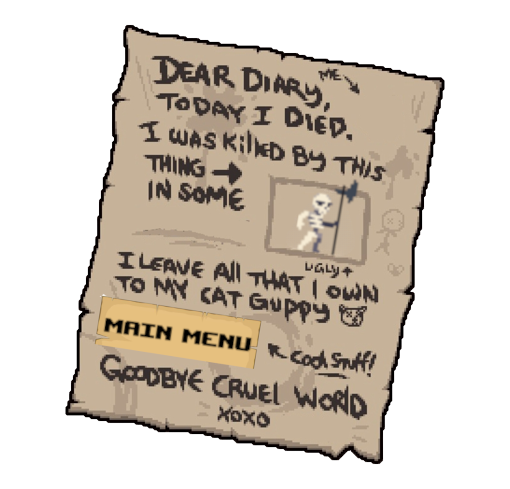 DEAR DIARY,
ME
TODAY I DIED.
I WAS KILLED BY THIS
THING →
IN SOME
UGLY
I LEAVE ALL THAT I OWN
TO MY CAT GUPPY
MAIN MENU
COOL STUFF!
GOODBYE CRUEL WORLD
XOXO